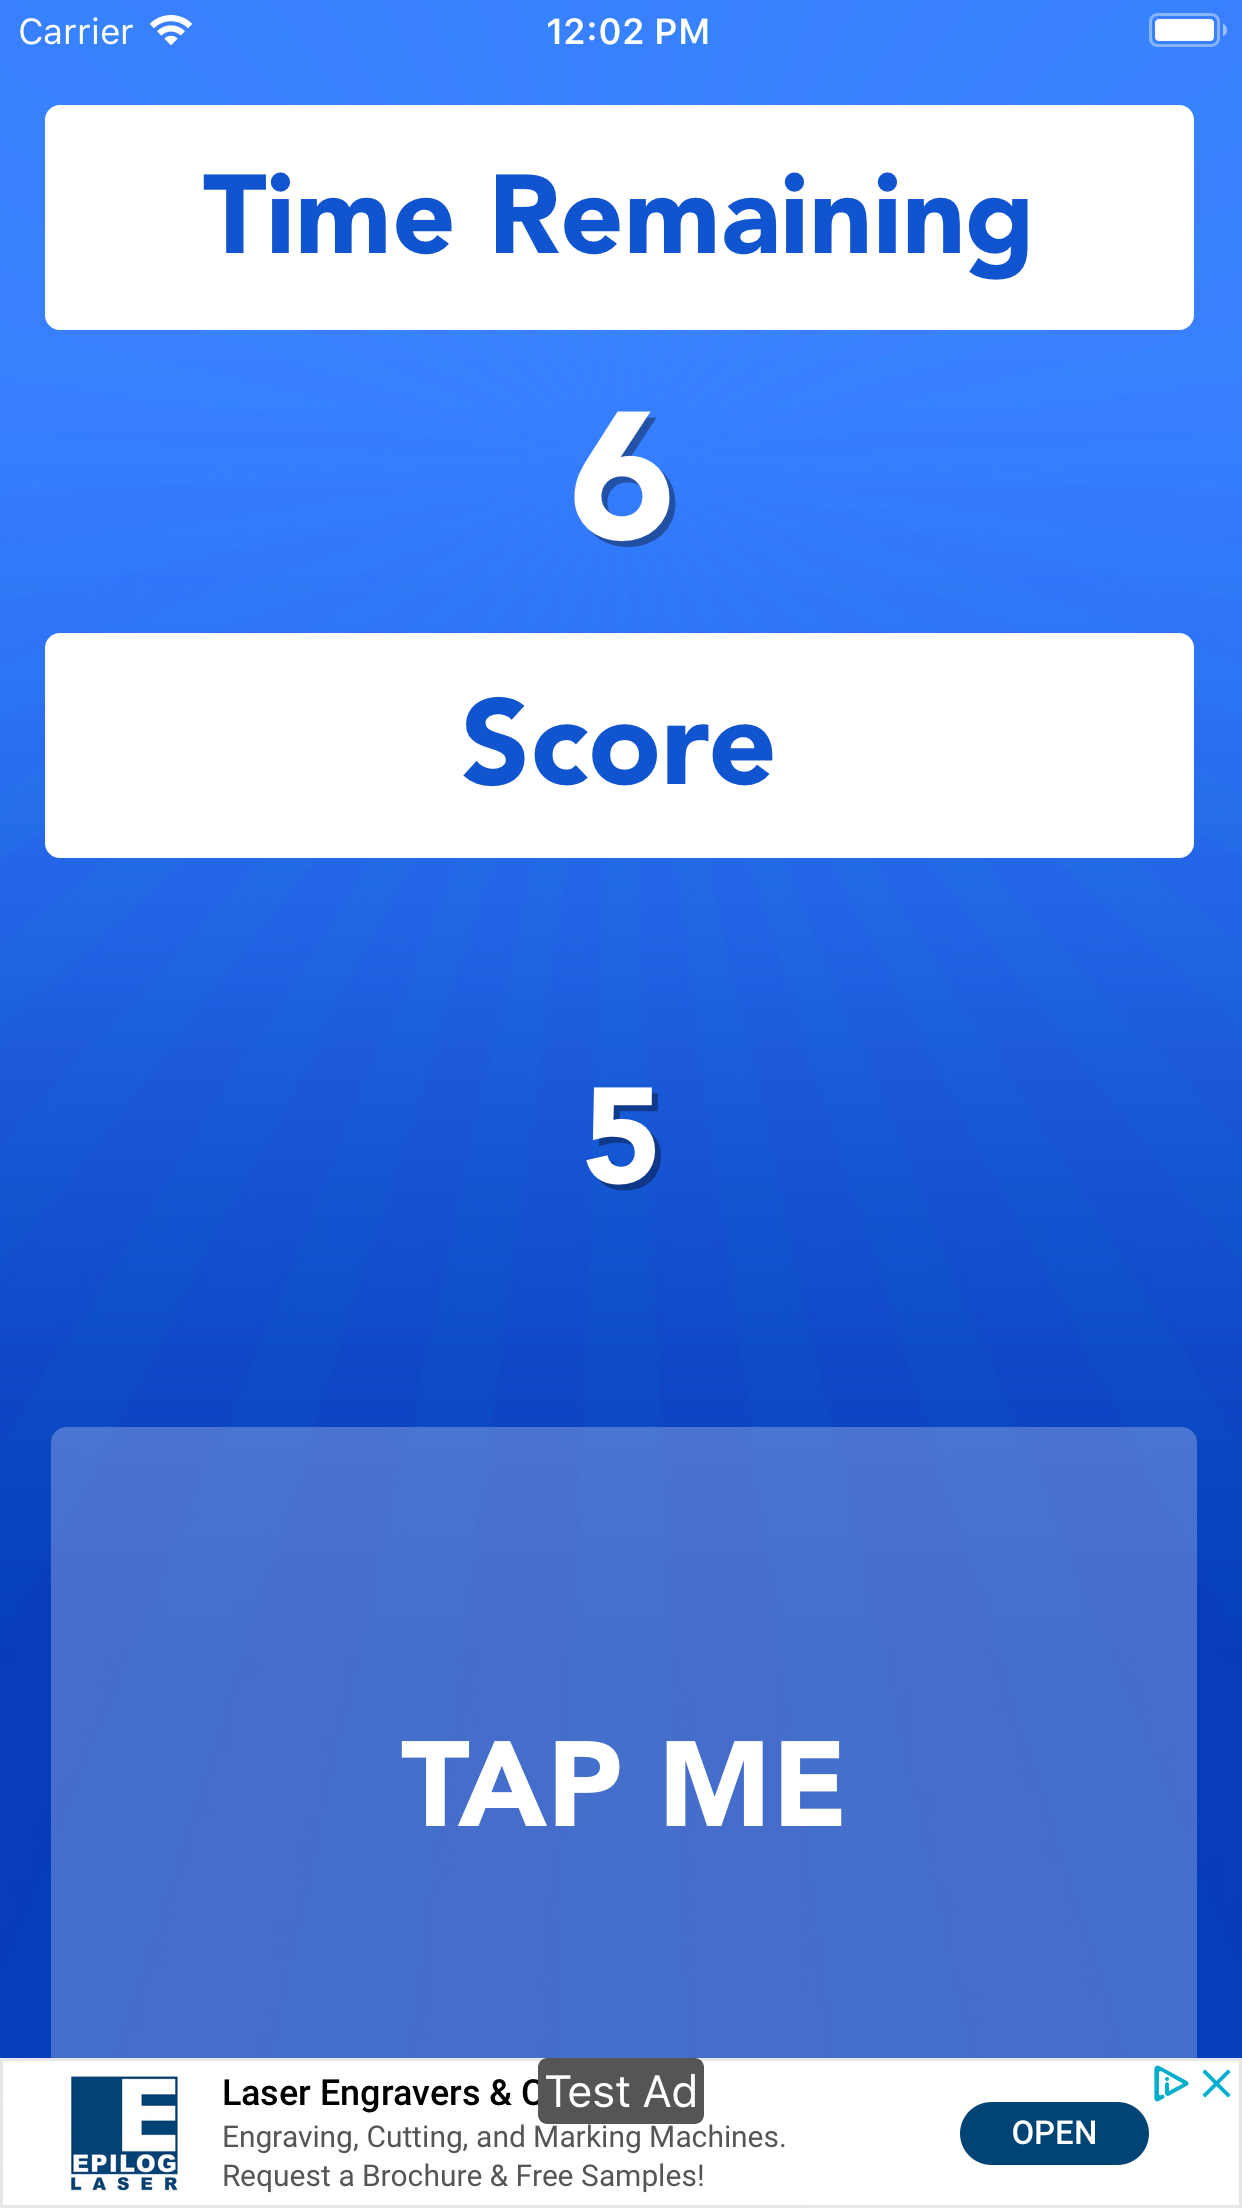 Carrier 12:02 PM
Time Remaining
6
Score
5
TAP ME
Laser Engravers & Test Ad
Engraving, Cutting, and Marking Machines.
Request a Brochure & Free Samples!
OPEN
EPILOG
LASER